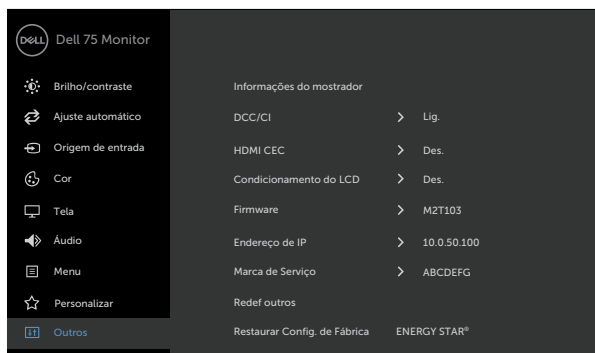 DELL Dell 75 Monitor
Brilho/contraste
Ajuste automático
Origem de entrada
Cor
Tela
Áudio
Menu
Personalizar
Outros
Informações do mostrador
DCC/CI > Lig.
HDMI CEC > Des.
Condicionamento do LCD > Des.
Firmware > M2T103
Endereço de IP > 10.0.50.100
Marca de Serviço > ABCDEFG
Redef outros
Restaurar Config. de Fábrica ENERGY STAR®